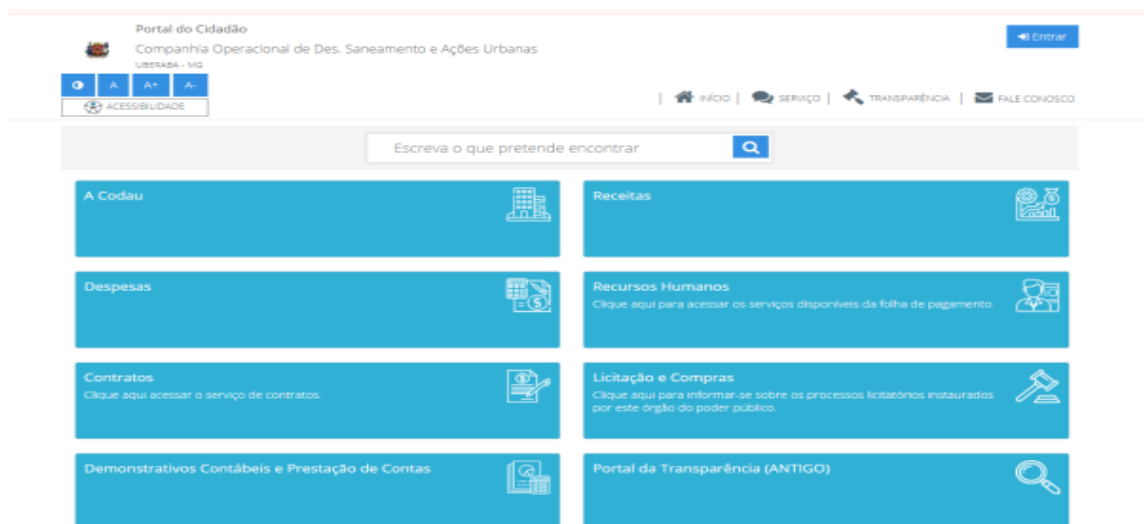 Portal do Cidadão
Companhia Operacional de Des. Saneamento e Ações Urbanas
UBERABA - MG
Entrar
A A+ A-
ACESSIBILIDADE
| INÍCIO | SERVIÇO | TRANSPARÊNCIA | FALE CONOSCO
Escreva o que pretende encontrar
A Codau
Receitas
Despesas
Recursos Humanos
Clique aqui para acessar os serviços disponíveis da folha de pagamento.
Contratos
Clique aqui acessar o serviço de contratos.
Licitação e Compras
Clique aqui para informar-se sobre os processos licitatórios instaurados
por este órgão do poder público.
Demonstrativos Contábeis e Prestação de Contas
Portal da Transparência (ANTIGO)